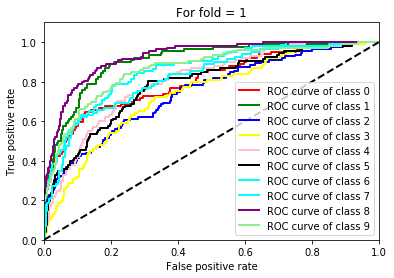 For fold = 1
True positive rate
1.0
0.8
0.6
0.4
0.2
0.0
ROC curve of class 0
ROC curve of class 1
ROC curve of class 2
ROC curve of class 3
ROC curve of class 4
ROC curve of class 5
ROC curve of class 6
ROC curve of class 7
ROC curve of class 8
ROC curve of class 9
0.0 0.2 0.4 0.6 0.8 1.0
False positive rate